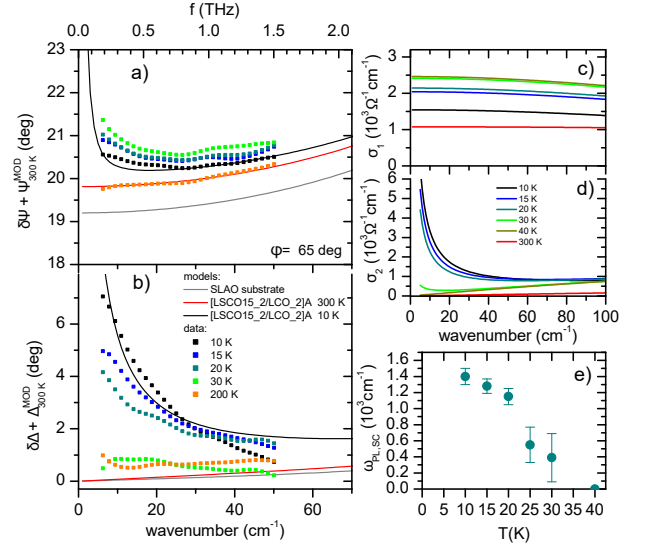 f (THz)
0.0 0.5 1.0 1.5 2.0
23
22
21
20
19
18
δΨ + Ψ^MOD_300 K (deg)
a)
φ= 65 deg
b)
models:
SLAO substrate
[LSCO15_2/LCO_2]A 300 K
[LSCO15_2/LCO_2]A 10 K
data:
10 K
15 K
20 K
30 K
200 K
6
4
2
0
δΔ + Δ^MOD_300 K (deg)
0 20 40 60
wavenumber (cm⁻¹)
c)
3
2
1
0
σ₁ (10³Ω⁻¹cm⁻¹)
d)
6
5
4
3
2
1
0
σ₂ (10³Ω⁻¹cm⁻¹)
10 K
15 K
20 K
30 K
40 K
300 K
0 20 40 60 80 100
wavenumber (cm⁻¹)
e)
1.6
1.4
1.2
1.0
0.8
0.6
0.4
0.2
0.0
ω_PL,SC (10³cm⁻¹)
0 5 10 15 20 25 30 35 40
T(K)